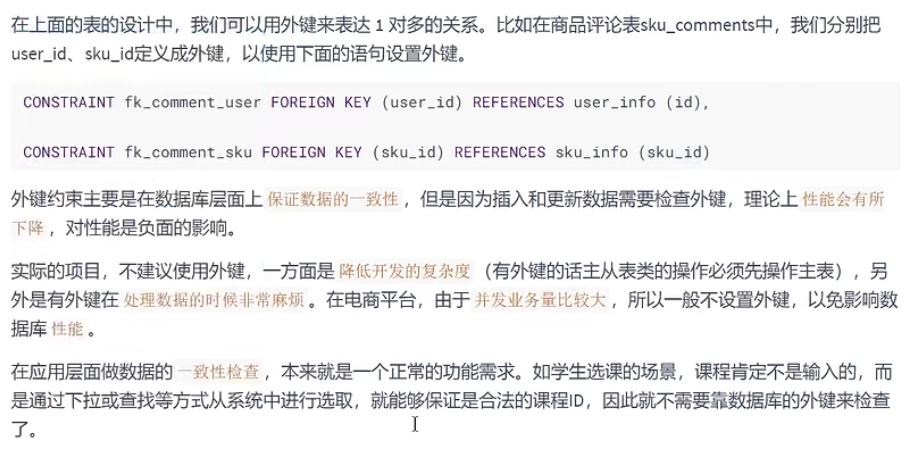 在上面的表的设计中，我们可以用外键来表达 1 对多的关系。比如在商品评论表sku_comments中，我们分别把
user_id、sku_id定义成外键，以使用下面的语句设置外键。
CONSTRAINT fk_comment_user FOREIGN KEY (user_id) REFERENCES user_info (id),
CONSTRAINT fk_comment_sku FOREIGN KEY (sku_id) REFERENCES sku_info (sku_id)
外键约束主要是在数据库层面上 保证数据的一致性 ，但是因为插入和更新数据需要检查外键，理论上 性能会有所
下降 ，对性能是负面的影响。
实际的项目，不建议使用外键，一方面是 降低开发的复杂度 （有外键的话主从表类的操作必须先操作主表），另
外是有外键在 处理数据的时候非常麻烦 。在电商平台，由于 并发业务量比较大 ，所以一般不设置外键，以免影响数
据库 性能 。
在应用层面做数据的 一致性检查 ，本来就是一个正常的功能需求。如学生选课的场景，课程肯定不是输入的，而
是通过下拉或查找等方式从系统中进行选取，就能够保证是合法的课程ID，因此就不需要靠数据库的外键来检查
了。